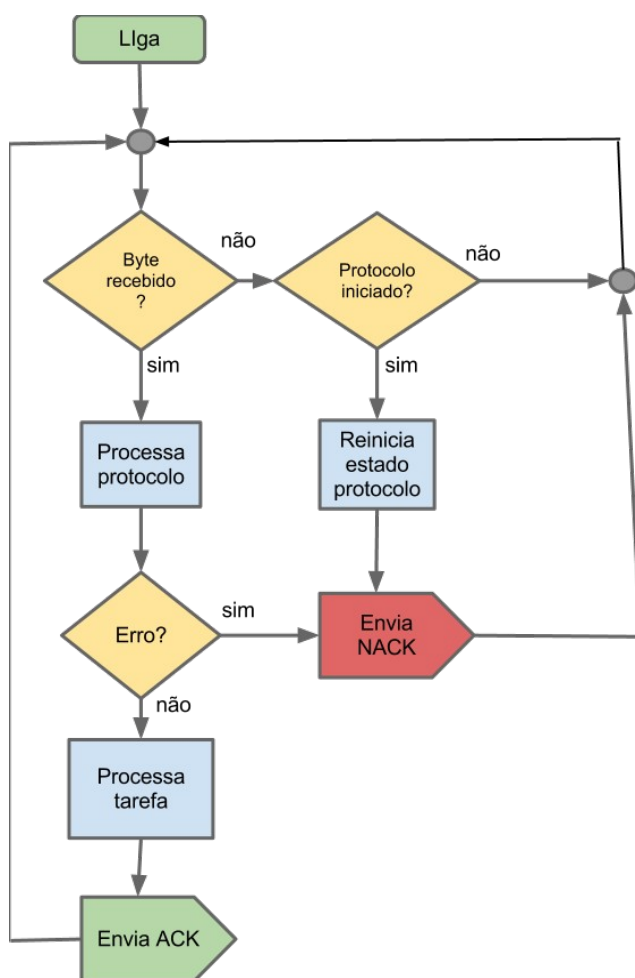 LIga
não
não
Byte
recebido
?
Protocolo
iniciado?
sim
sim
Processa
protocolo
Reinicia
estado
protocolo
sim
Erro?
Envia
NACK
não
Processa
tarefa
Envia ACK